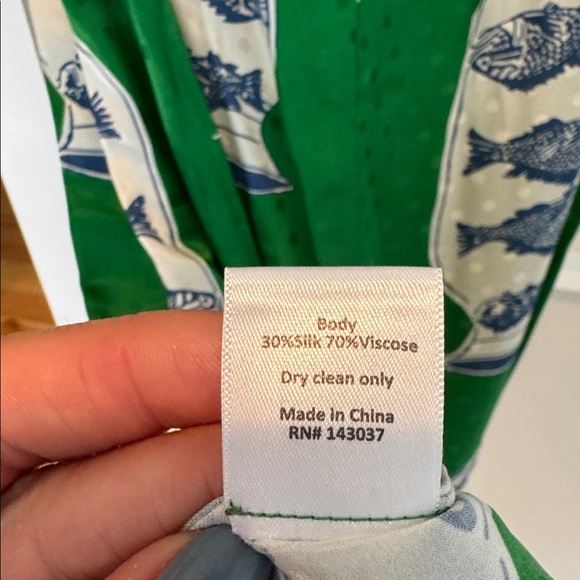 Body
30%Silk 70%Viscose
Dry clean only
Made in China
RN# 143037